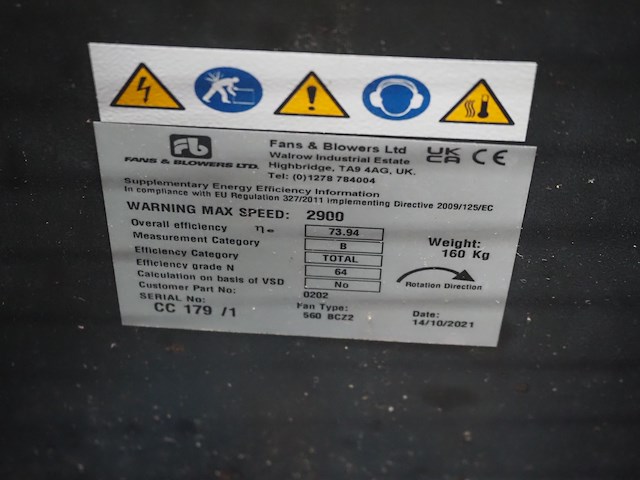 Fb
FANS & BLOWERS LTD.
Fans & Blowers Ltd
Walrow Industrial Estate
Highbridge, TA9 4AG, UK.
Tel: (0)1278 784004
UK CA CE
Supplementary Energy Efficiency Information
In compliance with EU Regulation 327/2011 implementing Directive 2009/125/EC
WARNING MAX SPEED: 2900
Overall efficiency η= 73.94
Measurement Category B
Efficiency Category TOTAL
Efficiency grade N 64
Calculation on basis of VSD No
Customer Part No: 0202
Weight:
160 Kg
Rotation Direction
SERIAL No:
CC 179 /1
Fan Type:
560 BCZ2
Date:
14/10/2021